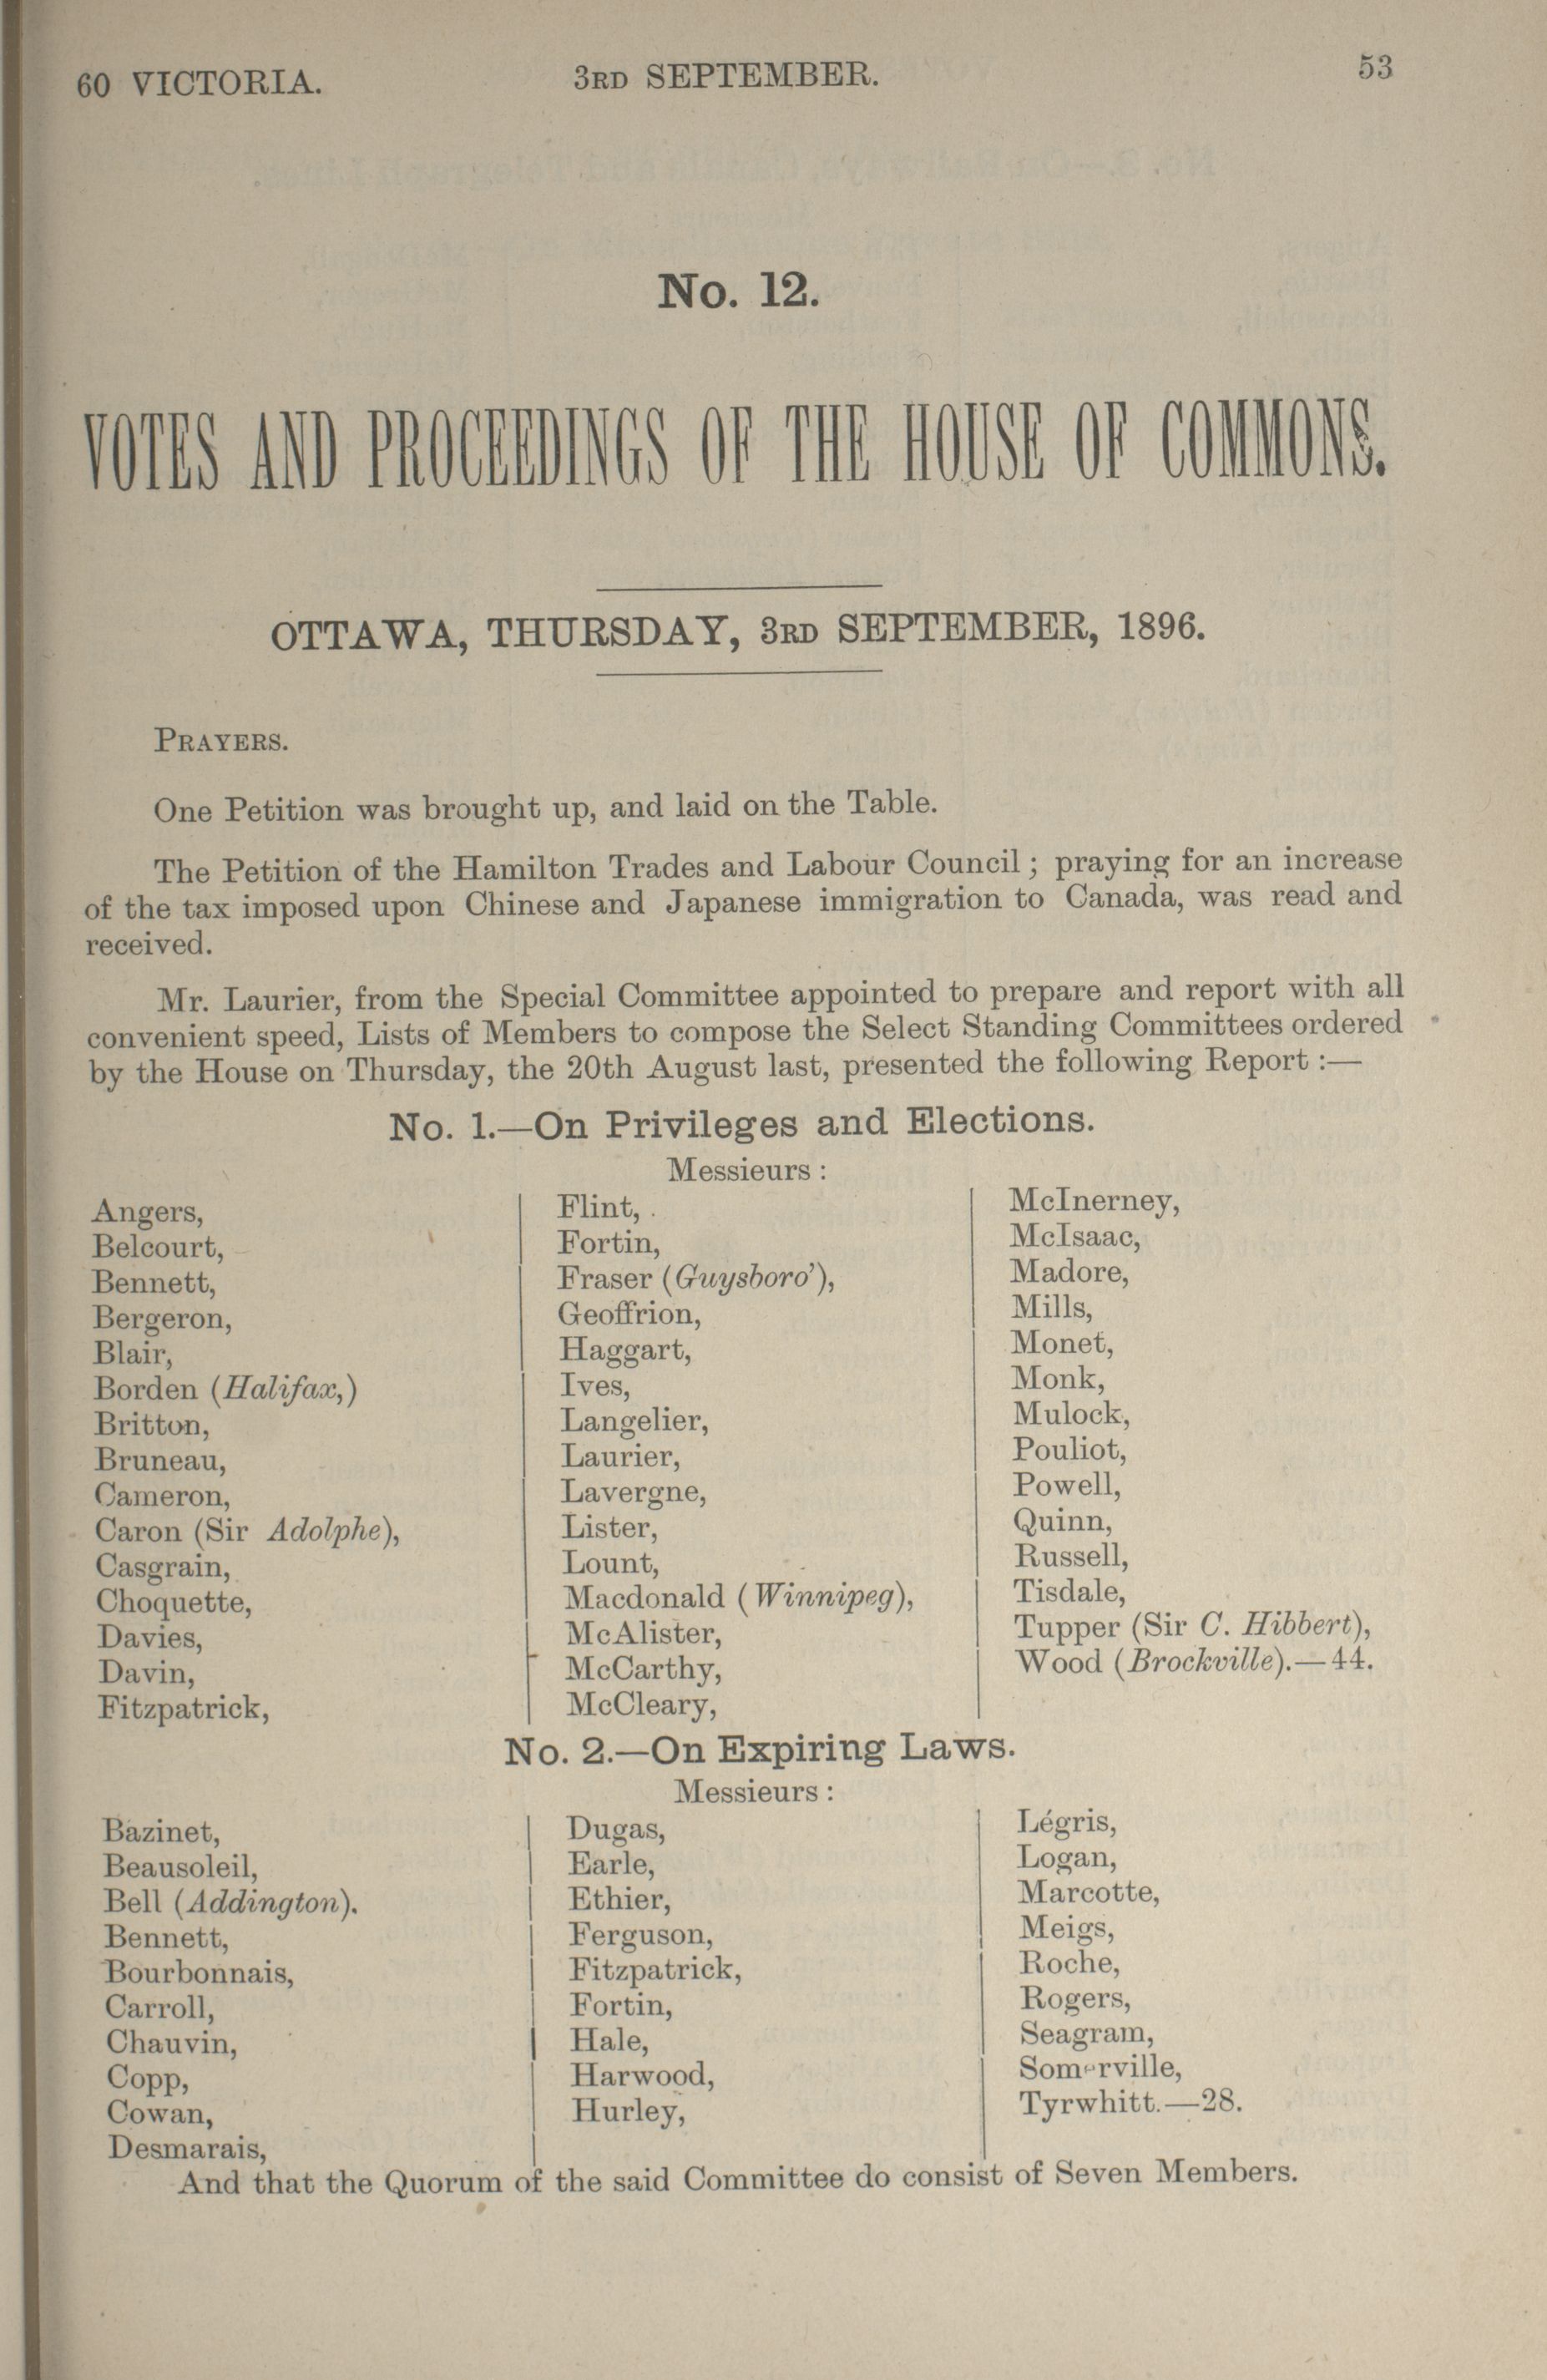 60 VICTORIA.
3RD SEPTEMBER.
53
No. 12.
VOTES AND PROCEEDINGS OF THE HOUSE OF COMMONS.
OTTAWA, THURSDAY, 3RD SEPTEMBER, 1896.
PRAYERS.
One Petition was brought up, and laid on the Table.
The Petition of the Hamilton Trades and Labour Council; praying for an increase
of the tax imposed upon Chinese and Japanese immigration to Canada, was read and
received.
Mr. Laurier, from the Special Committee appointed to prepare and report with all
convenient speed, Lists of Members to compose the Select Standing Committees ordered
by the House on Thursday, the 20th August last, presented the following Report :—
No. 1.—On Privileges and Elections.
Messieurs :
Angers,
Belcourt,
Bennett,
Bergeron,
Blair,
Borden (Halifax,)
Britton,
Bruneau,
Cameron,
Caron (Sir Adolphe),
Casgrain,
Choquette,
Davies,
Davin,
Fitzpatrick,
Flint,
Fortin,
Fraser (Guysboro'),
Geoffrion,
Haggart,
Ives,
Langelier,
Laurier,
Lavergne,
Lister,
Lount,
Macdonald (Winnipeg),
McAlister,
McCarthy,
McCleary,
McInerney,
McIsaac,
Madore,
Mills,
Monet,
Monk,
Mulock,
Pouliot,
Powell,
Quinn,
Russell,
Tisdale,
Tupper (Sir C. Hibbert),
Wood (Brockville).—44.
No. 2.—On Expiring Laws.
Messieurs :
Bazinet,
Beausoleil,
Bell (Addington).
Bennett,
Bourbonnais,
Carroll,
Chauvin,
Copp,
Cowan,
Desmarais,
Dugas,
Earle,
Ethier,
Ferguson,
Fitzpatrick,
Fortin,
Hale,
Harwood,
Hurley,
Légris,
Logan,
Marcotte,
Meigs,
Roche,
Rogers,
Seagram,
Somerville,
Tyrwhitt.—28.
And that the Quorum of the said Committee do consist of Seven Members.